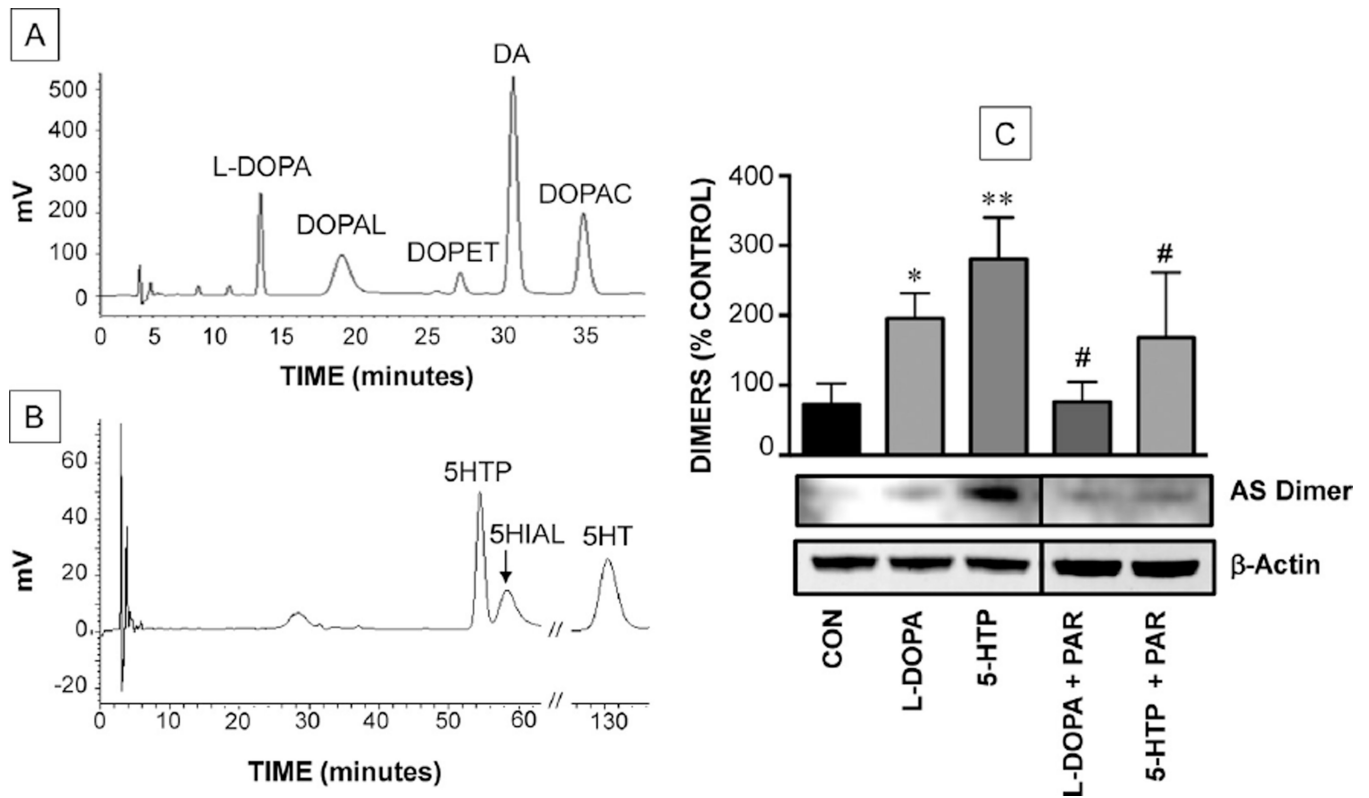 A
DA
L-DOPA
DOPAL
DOPET
DOPAC
mV
500
400
300
200
100
0
0 5 10 15 20 25 30 35
TIME (minutes)
B
5HTP
5HIAL
5HT
mV
60
40
20
0
-20
//
//
0 10 20 30 40 50 60 130
TIME (minutes)
C
DIMERS (% CONTROL)
400
300
200
100
0
*
**
#
#
AS Dimer
β-Actin
CON
L-DOPA
5-HTP
L-DOPA + PAR
5-HTP + PAR